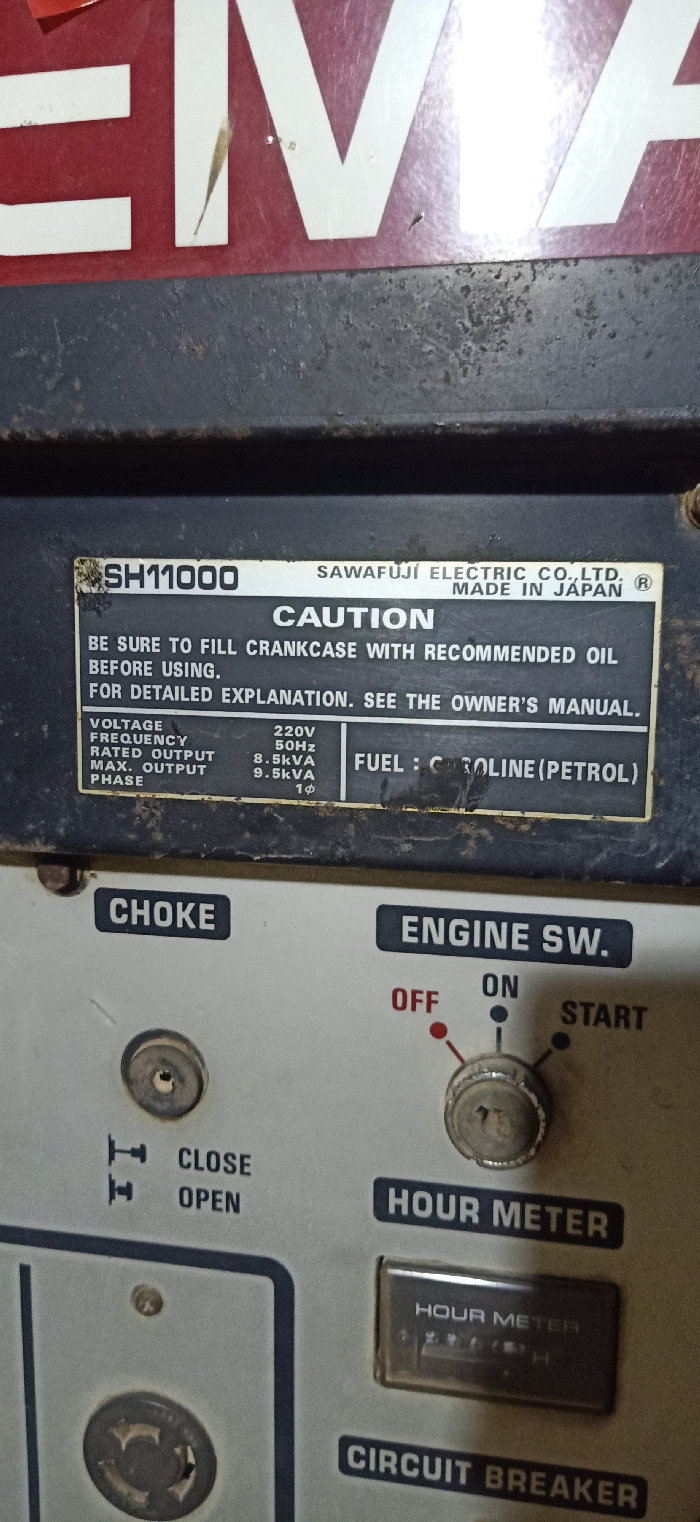 EMA
SH11000
SAWAFUJI ELECTRIC CO.,LTD. ®
MADE IN JAPAN
CAUTION
BE SURE TO FILL CRANKCASE WITH RECOMMENDED OIL
BEFORE USING.
FOR DETAILED EXPLANATION. SEE THE OWNER'S MANUAL.
VOLTAGE 220V
FREQUENCY 50Hz
RATED OUTPUT 8.5kVA
MAX. OUTPUT 9.5kVA
PHASE 1ϕ
FUEL : GASOLINE(PETROL)
CHOKE
ENGINE SW.
OFF
ON
START
CLOSE
OPEN
HOUR METER
HOUR METER
CIRCUIT BREAKER